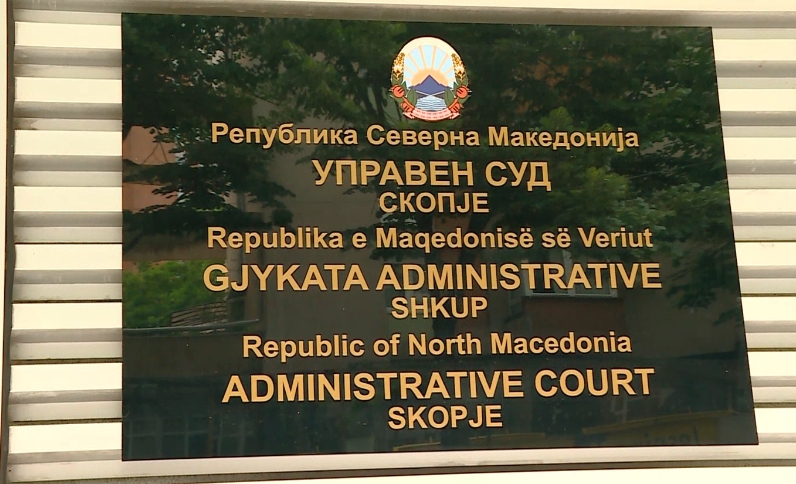 Република Северна Македонија
УПРАВЕН СУД
СКОПЈЕ
Republika e Maqedonisë së Veriut
GJYKATA ADMINISTRATIVE
SHKUP
Republic of North Macedonia
ADMINISTRATIVE COURT
SKOPJE